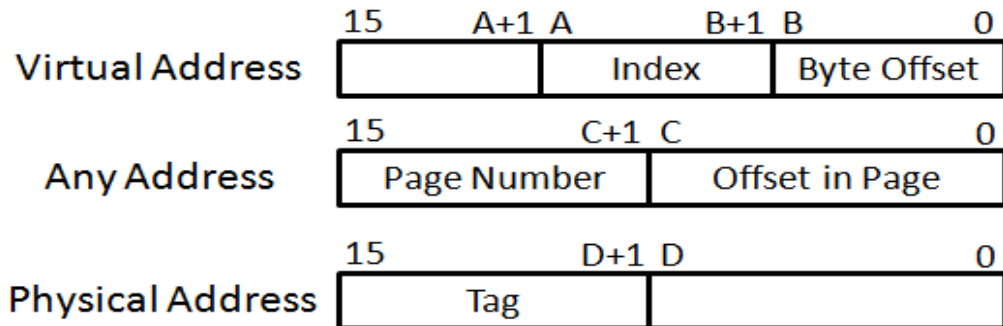 15 A+1 A B+1 B 0
Virtual Address Index Byte Offset
15 C+1 C 0
Any Address Page Number Offset in Page
15 D+1 D 0
Physical Address Tag